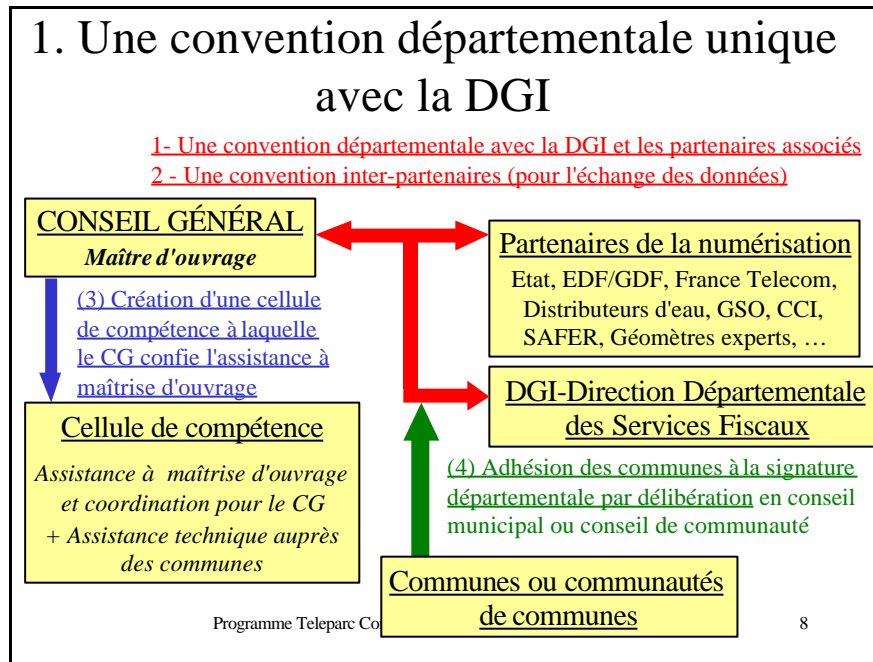 1. Une convention départementale unique
avec la DGI
1- Une convention départementale avec la DGI et les partenaires associés
2 - Une convention inter-partenaires (pour l'échange des données)
CONSEIL GÉNÉRAL
Maître d'ouvrage
Partenaires de la numérisation
Etat, EDF/GDF, France Telecom,
Distributeurs d'eau, GSO, CCI,
SAFER, Géomètres experts, …
(3) Création d'une cellule
de compétence à laquelle
le CG confie l'assistance à
maîtrise d'ouvrage
DGI-Direction Départementale
des Services Fiscaux
Cellule de compétence
Assistance à maîtrise d'ouvrage
et coordination pour le CG
+ Assistance technique auprès
des communes
(4) Adhésion des communes à la signature
départementale par délibération en conseil
municipal ou conseil de communauté
Communes ou communautés
de communes
Programme Teleparc Co
8